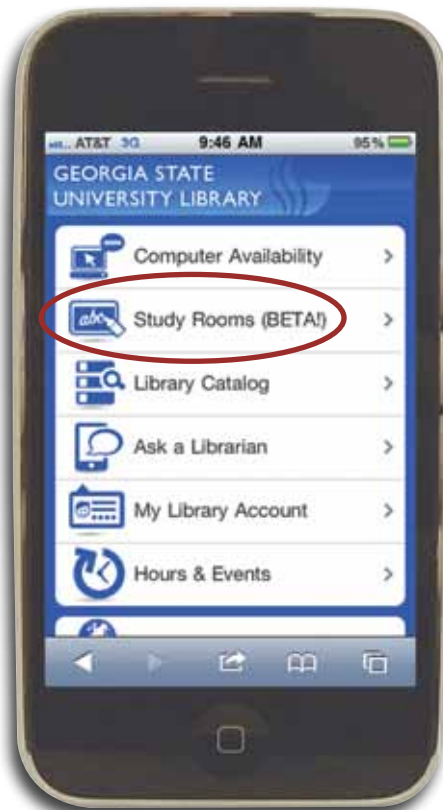 AT&T 3G 9:46 AM 95%
GEORGIA STATE
UNIVERSITY LIBRARY
Computer Availability
abc
Study Rooms (BETA!)
Library Catalog
Ask a Librarian
My Library Account
Hours & Events